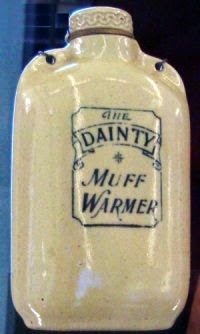 THE
DAINTY
MUFF
WARMER